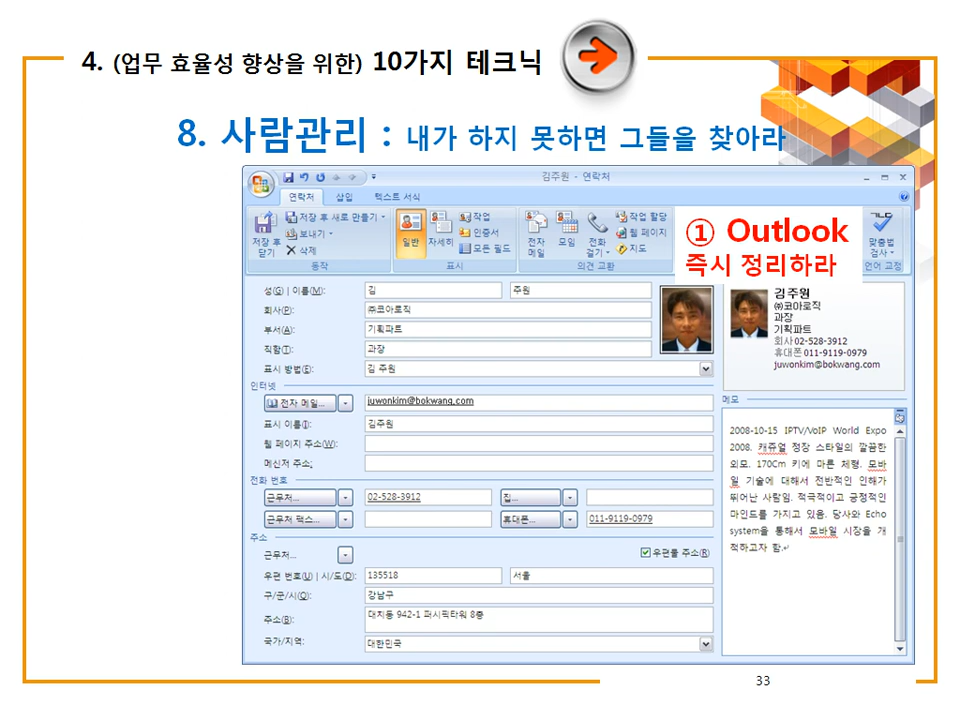 4. (업무 효율성 향상을 위한) 10가지 테크닉
8. 사람관리 : 내가 하지 못하면 그들을 찾아라
김주원 - 연락처
연락처 삽입 텍스트 서식
저장 후 닫기
저장 후 새로 만들기
보내기
삭제
동작
일반
자세히
작업
인증서
모든 필드
표시
전자 메일
모임
전화 걸기
작업 할당
웹 페이지
지도
의견 교환
① Outlook
즉시 정리하라
맞춤법 검사
언어 교정
성(G) | 이름(M): 김 주원
회사(P): ㈜코아로직
부서(A): 기획파트
직함(T): 과장
표시 방법(E): 김 주원
인터넷
전자 메일... juwonkim@bokwang.com
표시 이름(I): 김주원
웹 페이지 주소(W):
메신저 주소:
전화 번호
근무처... 02-528-3912 집...
근무처 팩스... 휴대폰... 011-9119-0979
주소
근무처... 우편물 주소(R)
우편 번호(U) | 시/도(D): 135518 서울
구/군/시(O): 강남구
주소(B): 대치동 942-1 퍼시픽타워 8층
국가/지역: 대한민국
김주원
㈜코아로직
과장
기획파트
회사 02-528-3912
휴대폰 011-9119-0979
juwonkim@bokwang.com
메모
2008-10-15 IPTV/VoIP World Expo
2008. 캐쥬얼 정장 스타일의 깔끔한
외모. 170Cm 키에 마른 체형. 모바
일 기술에 대해서 전반적인 인해가
뛰어난 사람임. 적극적이고 긍정적인
마인드를 가지고 있음. 당사와 Echo
system을 통해서 모바일 시장을 개
척하고자 함.
33